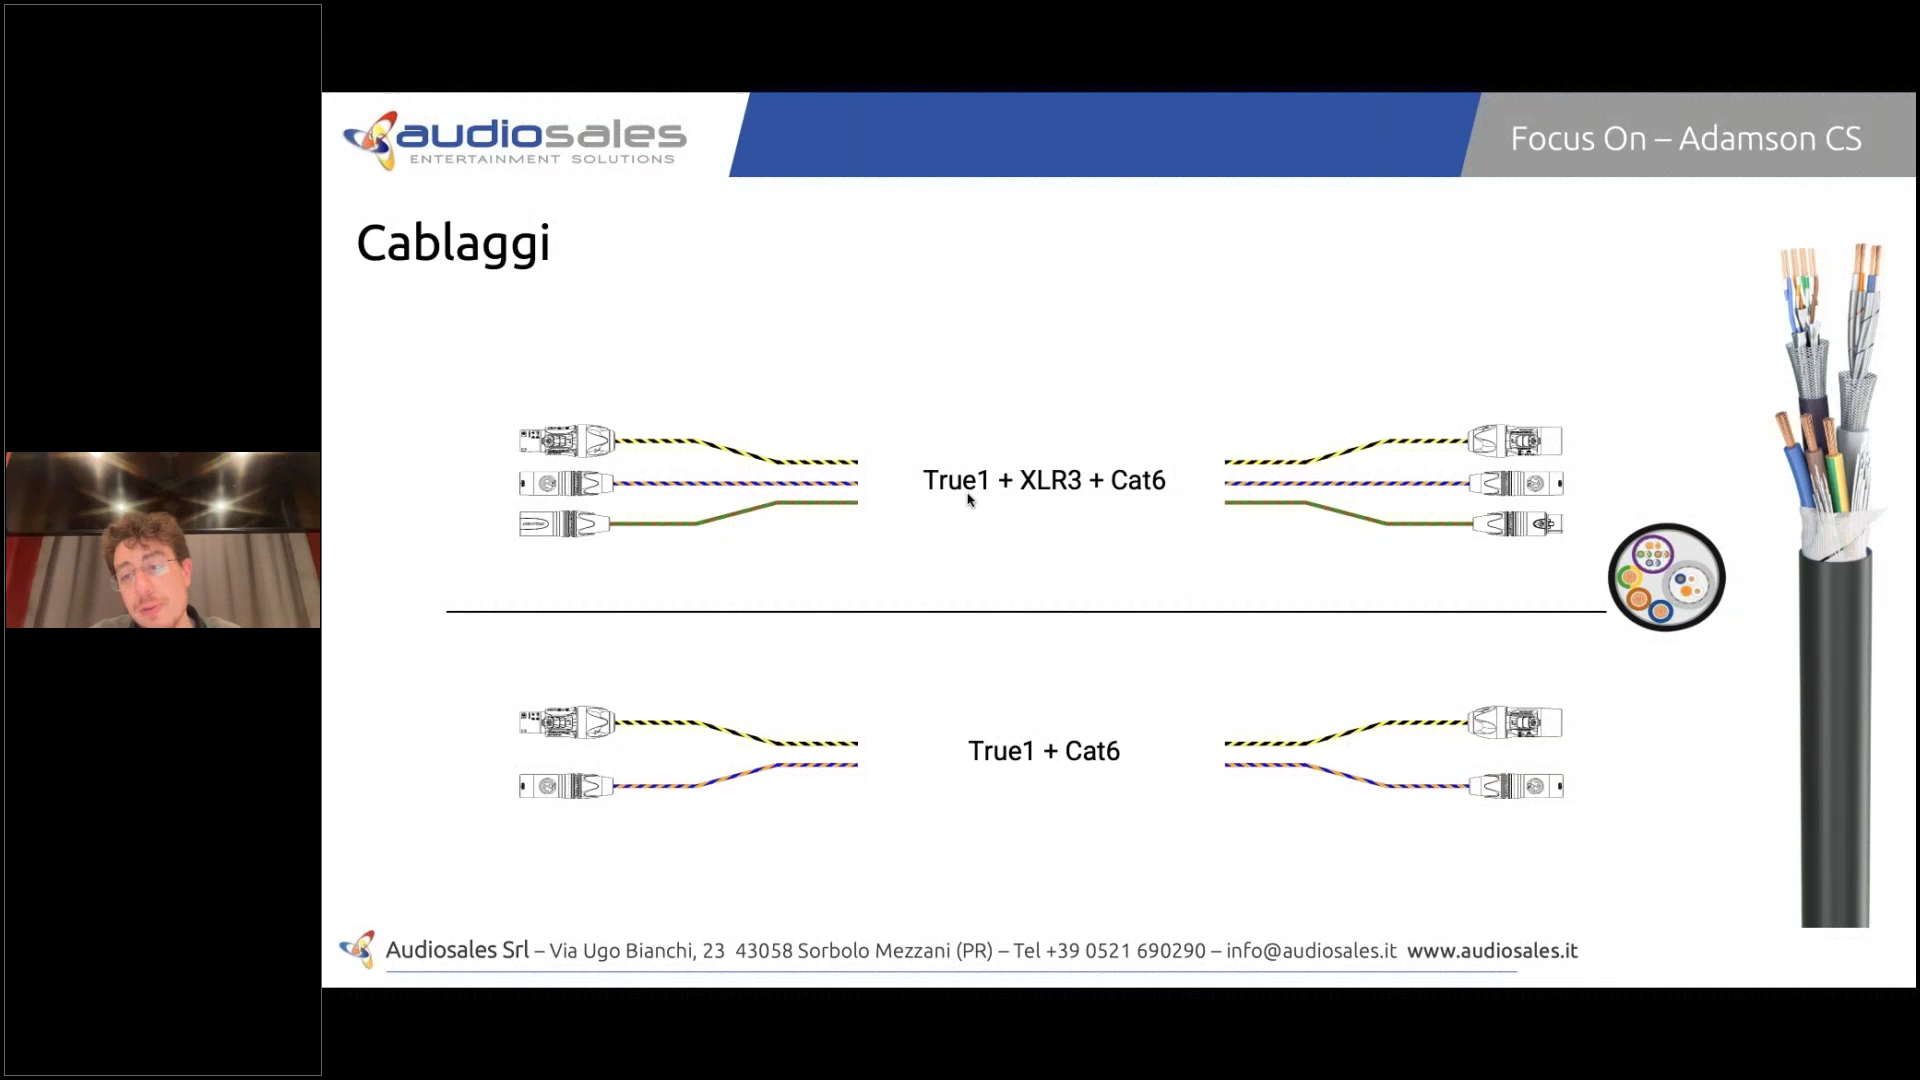 audiosales
ENTERTAINMENT SOLUTIONS
Focus On – Adamson CS
Cablaggi
True1 + XLR3 + Cat6
True1 + Cat6
Audiosales Srl – Via Ugo Bianchi, 23 43058 Sorbolo Mezzani (PR) – Tel +39 0521 690290 – info@audiosales.it www.audiosales.it